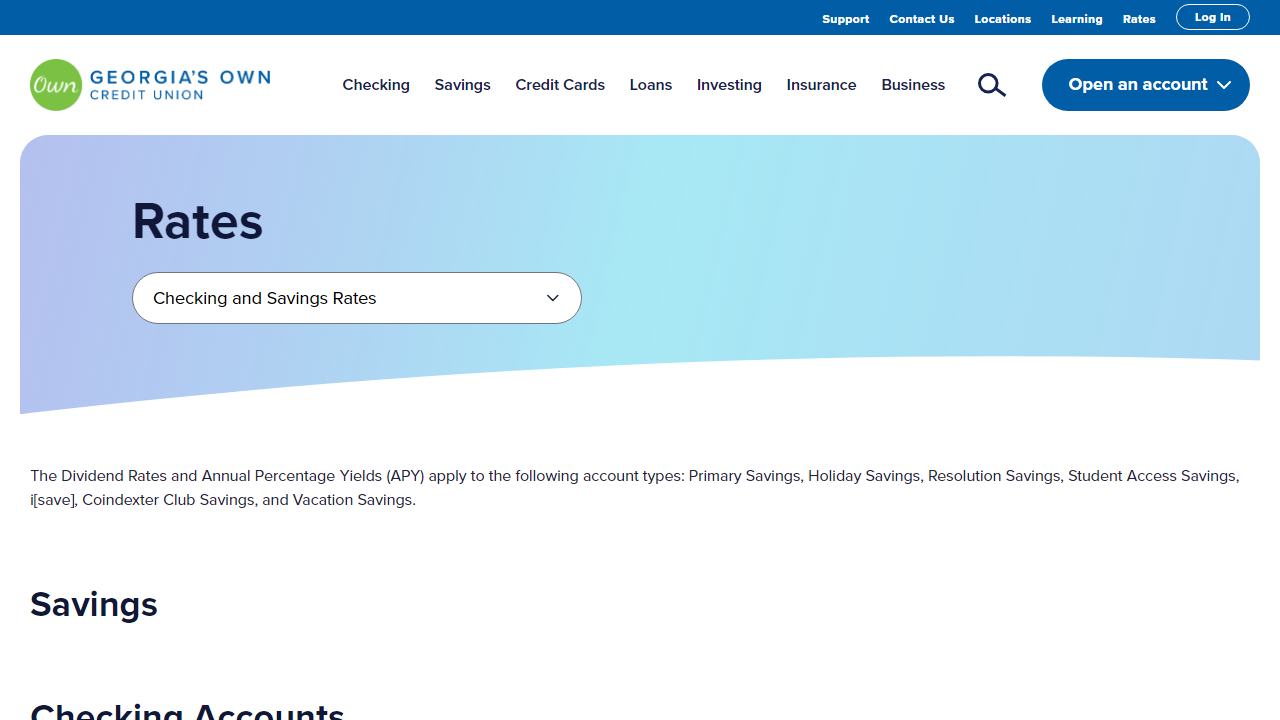 Support Contact Us Locations Learning Rates Log In
Own GEORGIA'S OWN
CREDIT UNION
Checking Savings Credit Cards Loans Investing Insurance Business Open an account
Rates
Checking and Savings Rates
The Dividend Rates and Annual Percentage Yields (APY) apply to the following account types: Primary Savings, Holiday Savings, Resolution Savings, Student Access Savings,
i[save], Coindexter Club Savings, and Vacation Savings.
Savings
Checking Accounts